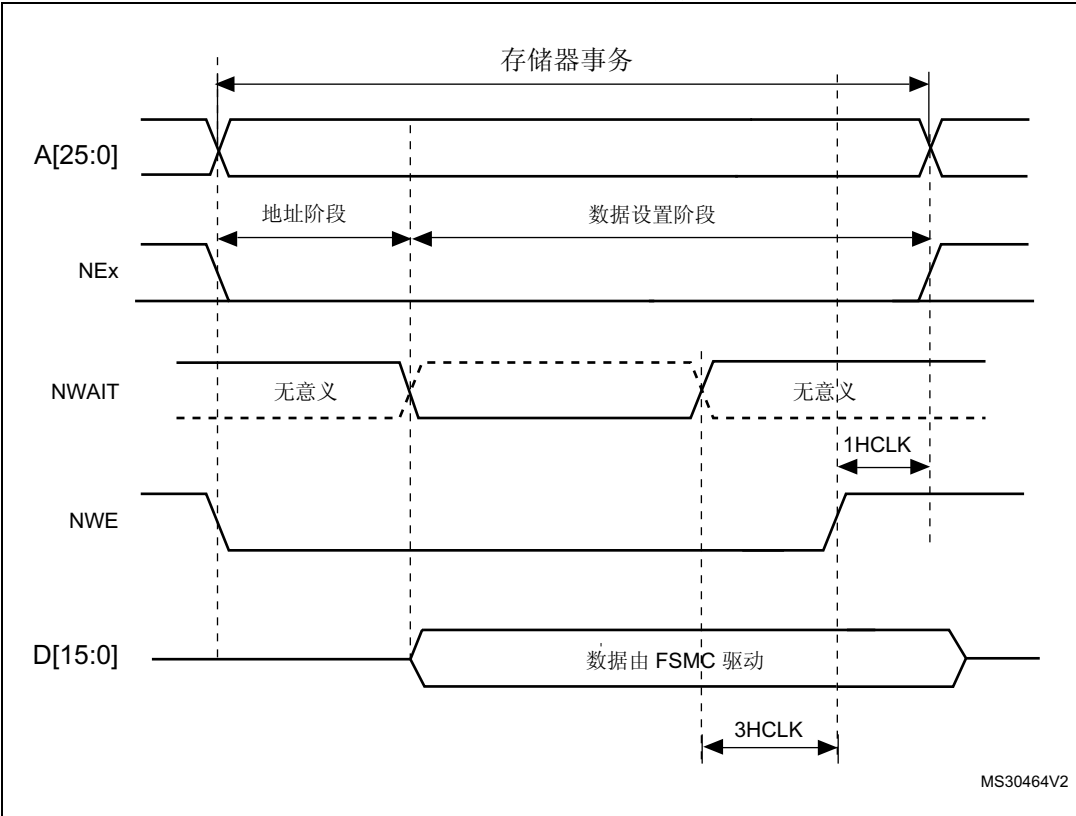 存储器事务
A[25:0]
地址阶段
数据设置阶段
NEx
NWAIT
无意义
无意义
1HCLK
NWE
D[15:0]
数据由 FSMC 驱动
3HCLK
MS30464V2